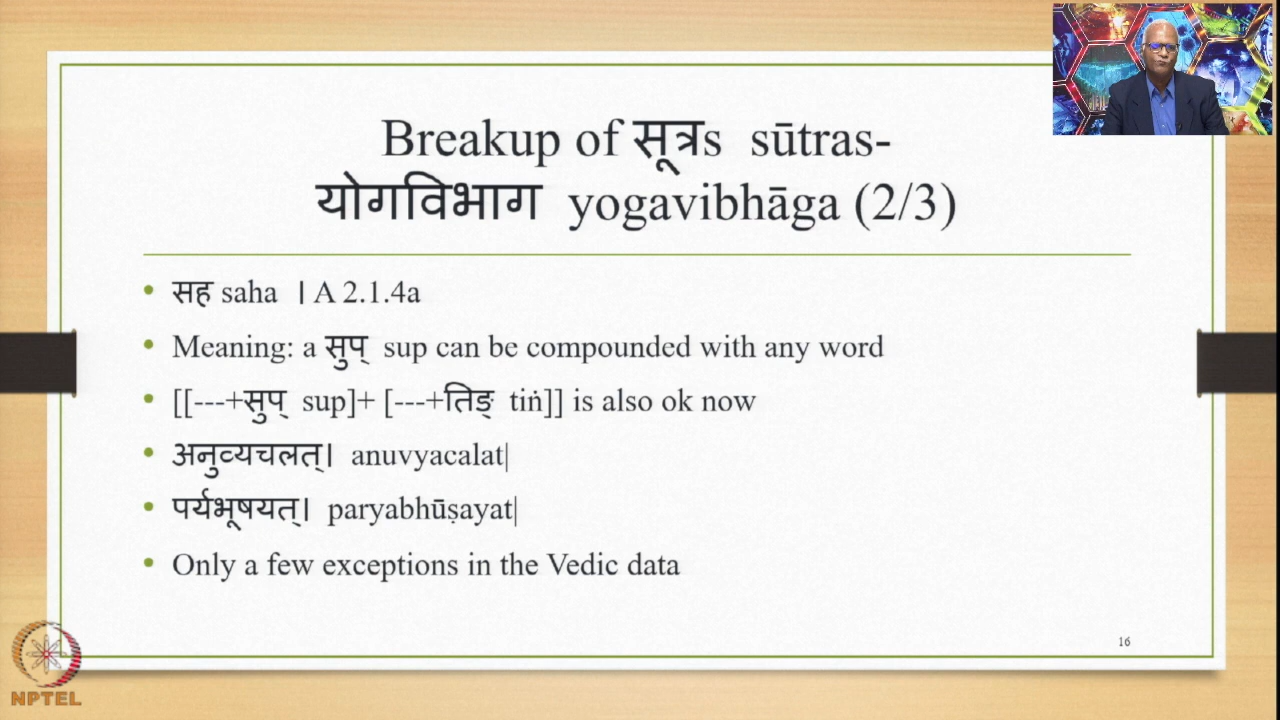 Breakup of सूत्रs sūtras-
योगविभाग yogavibhāga (2/3)
• सह saha । A 2.1.4a
• Meaning: a सुप् sup can be compounded with any word
• [[---+सुप् sup]+ [---+तिङ् tiṅ]] is also ok now
• अनुव्यचलत्। anuvyacalat|
• पर्यभूषयत्। paryabhūṣayat|
• Only a few exceptions in the Vedic data
16
NPTEL